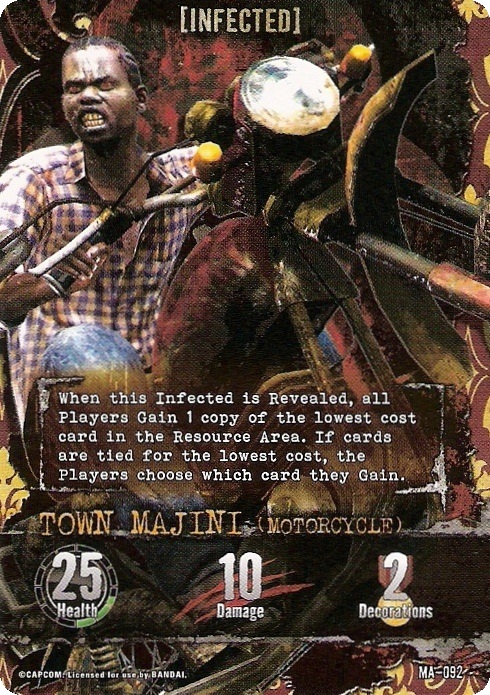 [INFECTED]
When this Infected is Revealed, all
Players Gain 1 copy of the lowest cost
card in the Resource Area. If cards
are tied for the lowest cost, the
Players choose which card they Gain.
TOWN MAJINI (MOTORCYCLE)
25 10 2
Health Damage Decorations
©CAPCOM. Licensed for use by BANDAI. MA-092